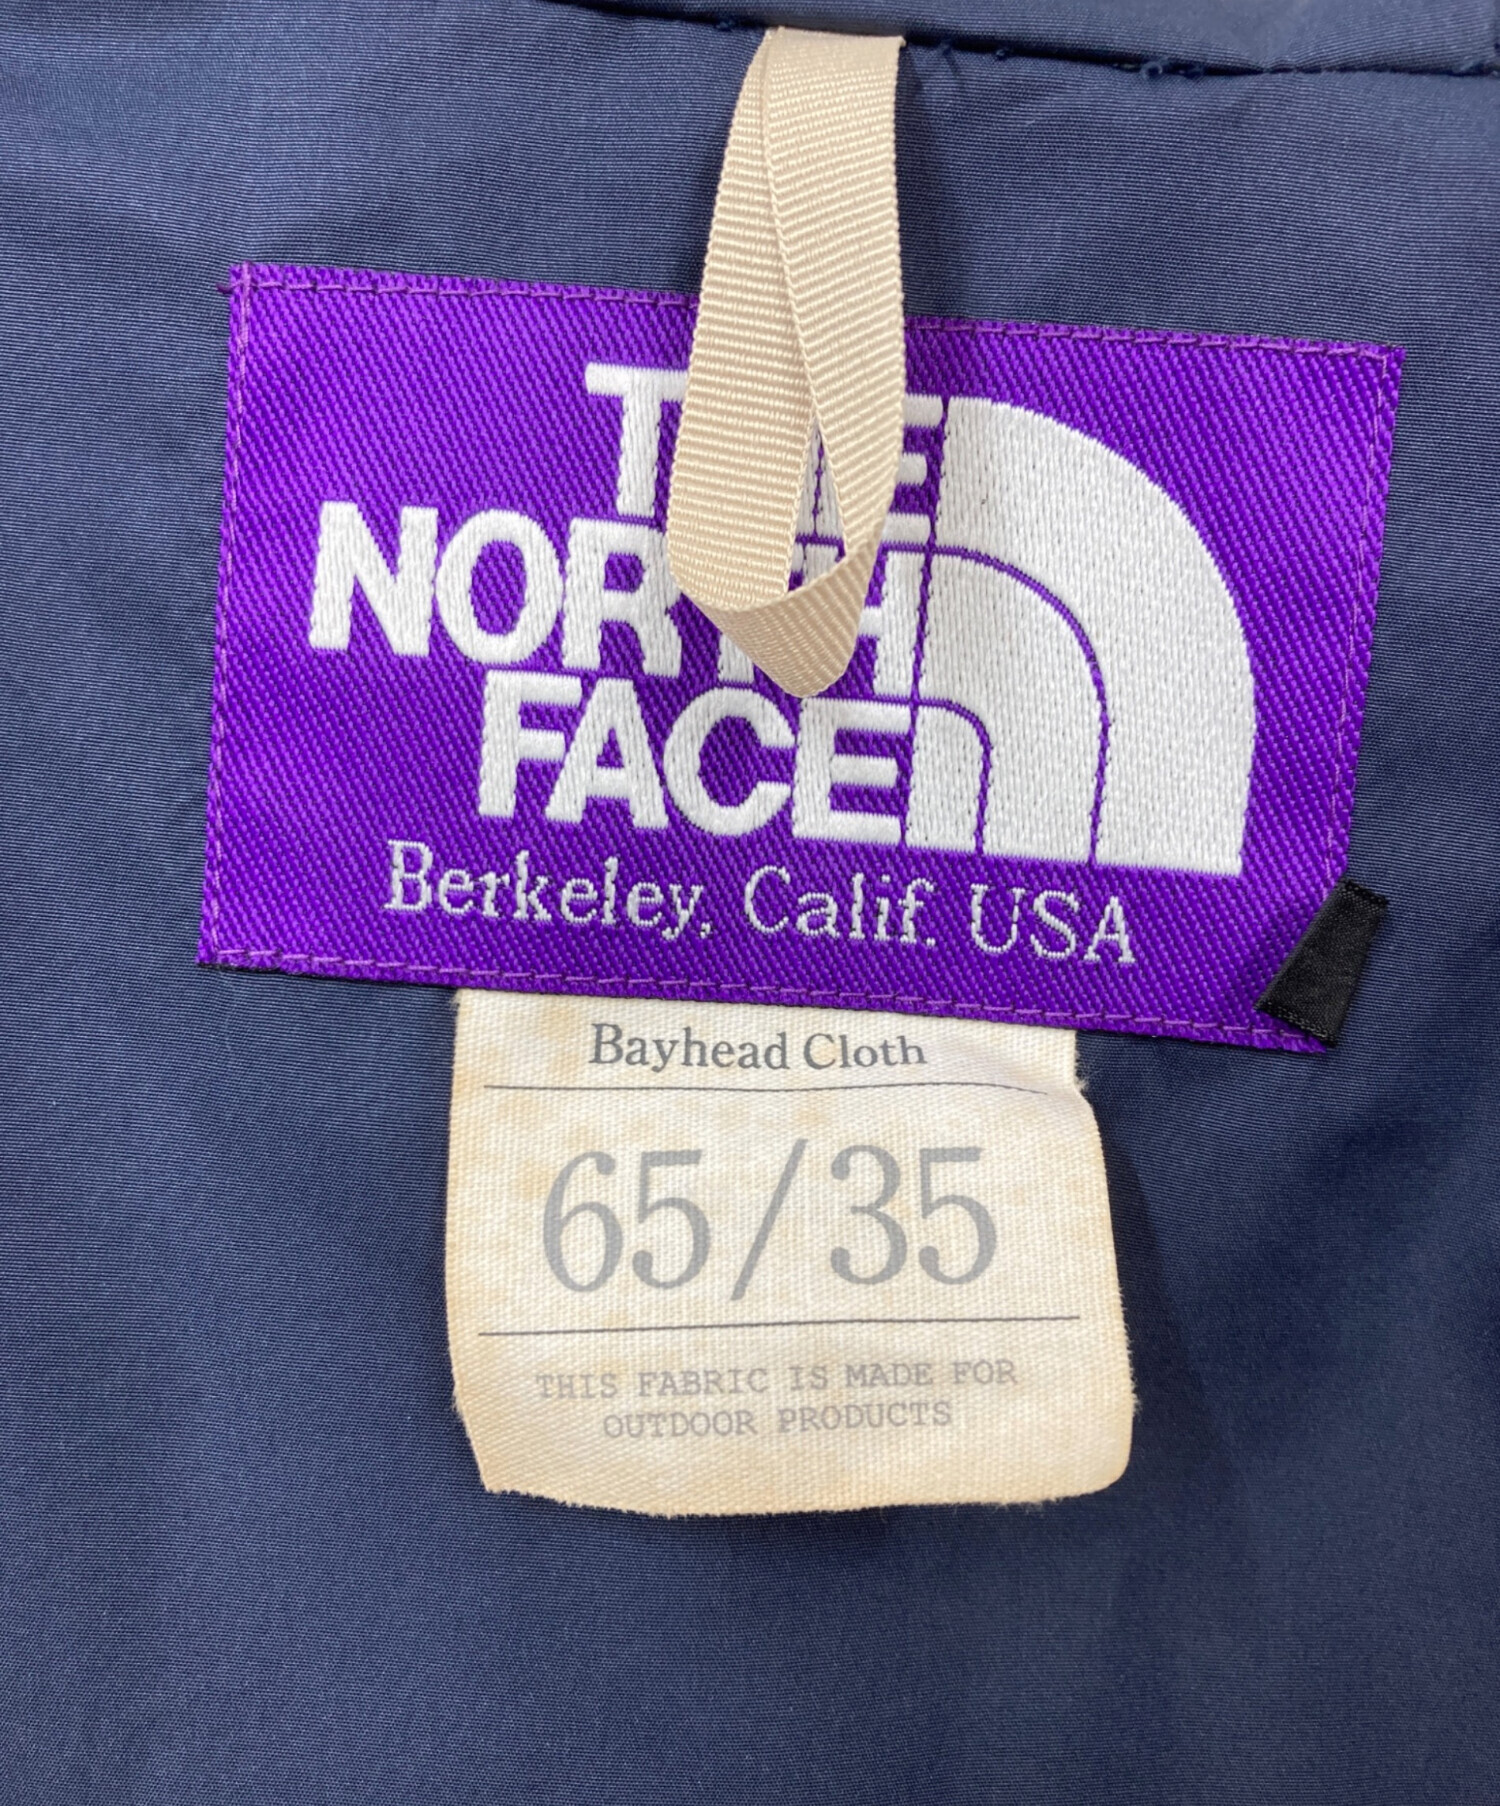 THE
NORTH
FACE
Berkeley, Calif. USA
Bayhead Cloth
65/35
THIS FABRIC IS MADE FOR
OUTDOOR PRODUCTS